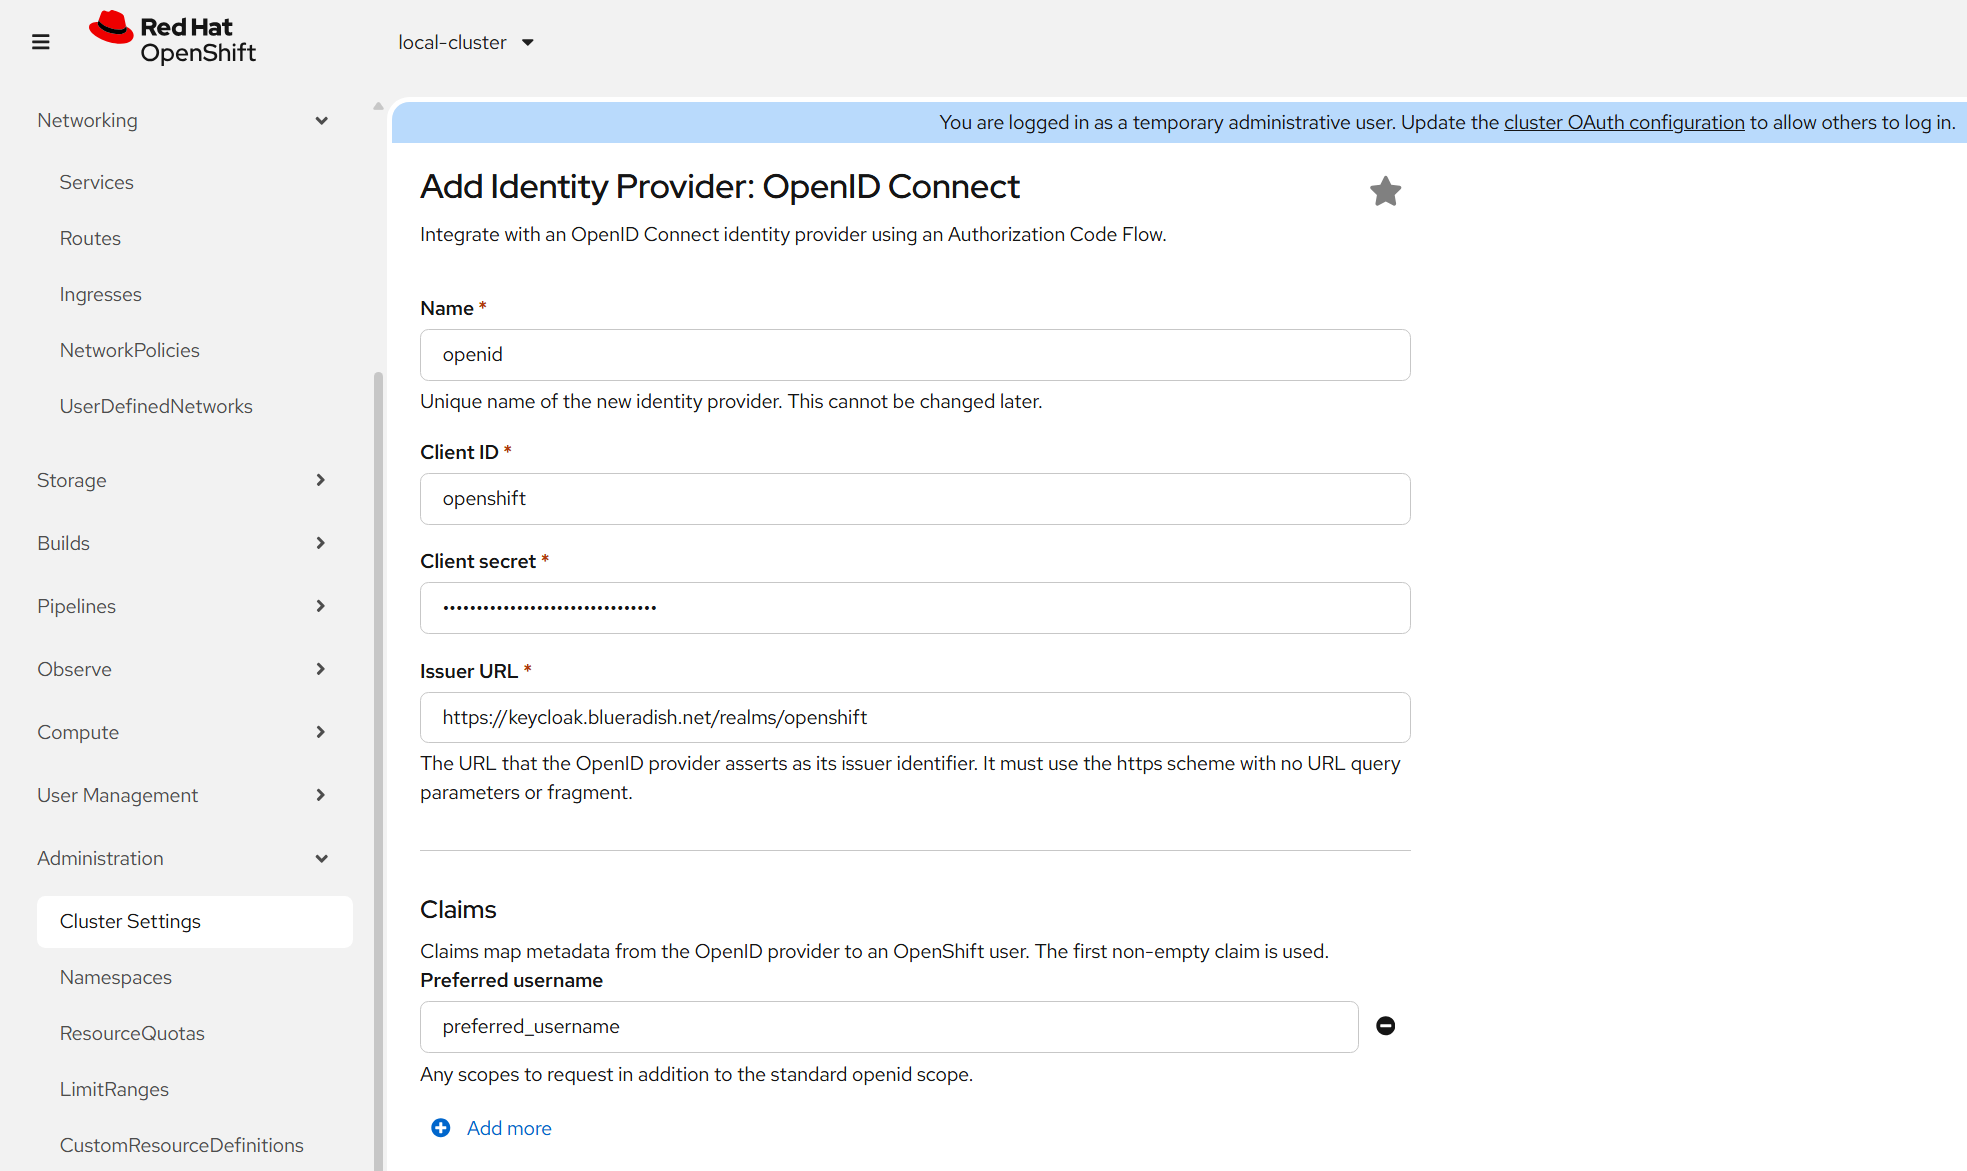 Red Hat
OpenShift
local-cluster
Networking
Services
Routes
Ingresses
NetworkPolicies
UserDefinedNetworks
Storage
Builds
Pipelines
Observe
Compute
User Management
Administration
Cluster Settings
Namespaces
ResourceQuotas
LimitRanges
CustomResourceDefinitions
You are logged in as a temporary administrative user. Update the cluster OAuth configuration to allow others to log in.
Add Identity Provider: OpenID Connect
Integrate with an OpenID Connect identity provider using an Authorization Code Flow.
Name *
openid
Unique name of the new identity provider. This cannot be changed later.
Client ID *
openshift
Client secret *
••••••••••••••••••••••••••••••••
Issuer URL *
https://keycloak.blueradish.net/realms/openshift
The URL that the OpenID provider asserts as its issuer identifier. It must use the https scheme with no URL query
parameters or fragment.
Claims
Claims map metadata from the OpenID provider to an OpenShift user. The first non-empty claim is used.
Preferred username
preferred_username
Any scopes to request in addition to the standard openid scope.
Add more